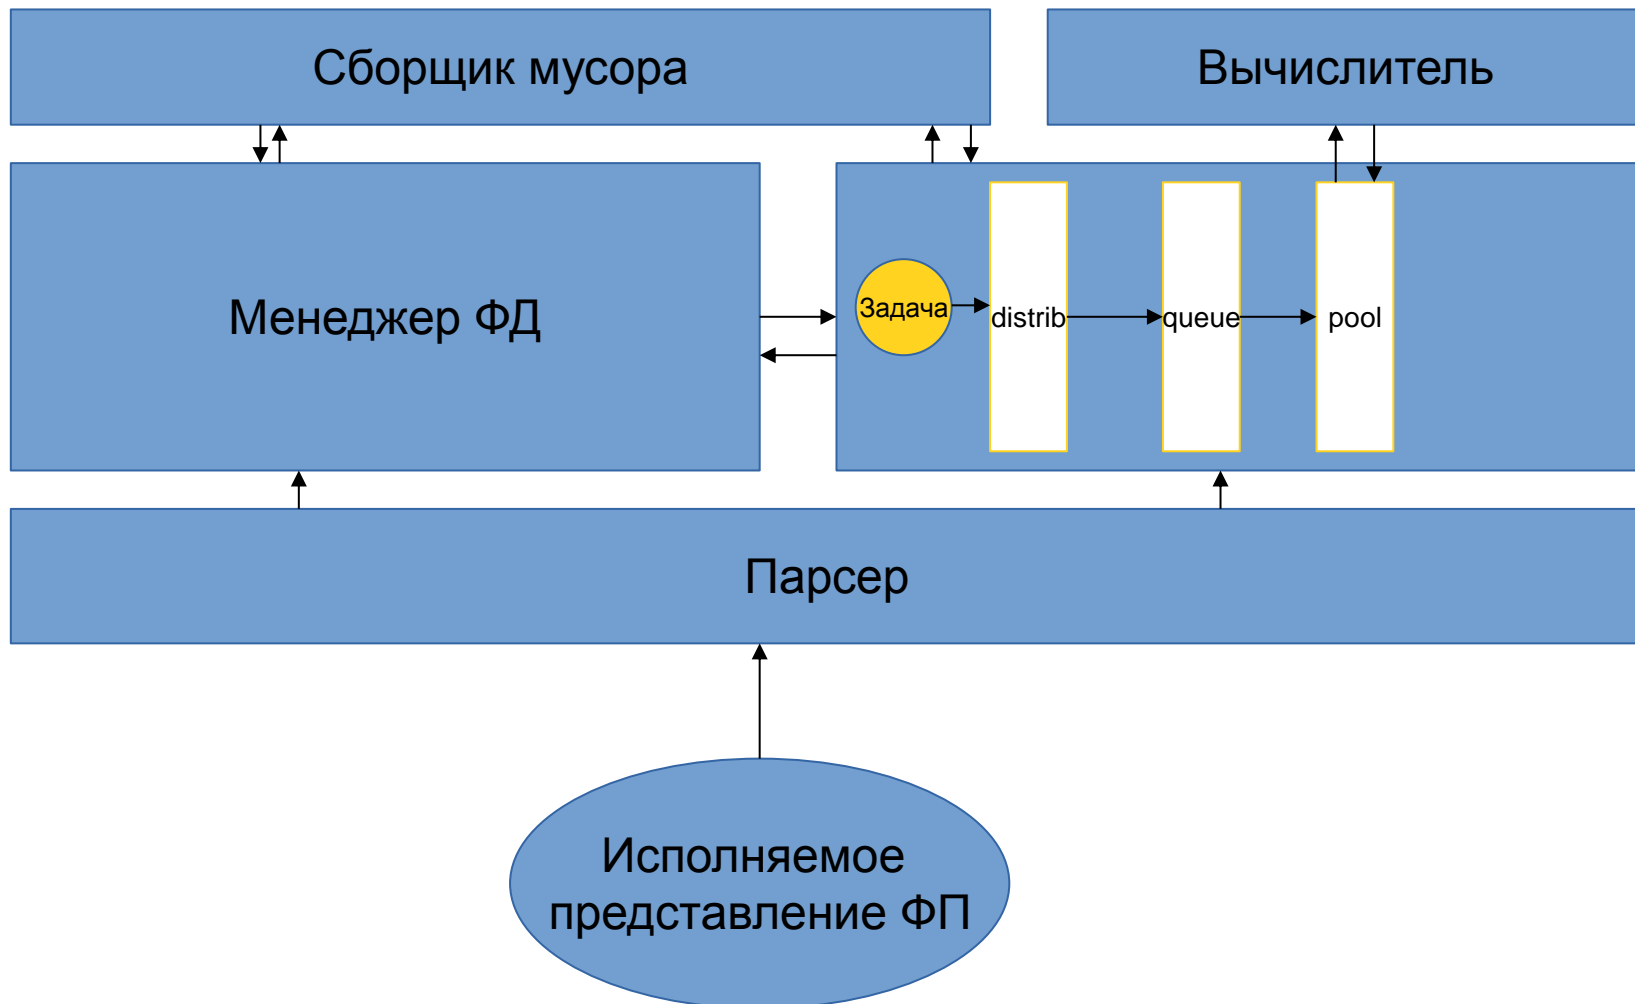 Сборщик мусора
Вычислитель
Менеджер ФД
Задача
distrib
queue
pool
Парсер
Исполняемое
представление ФП